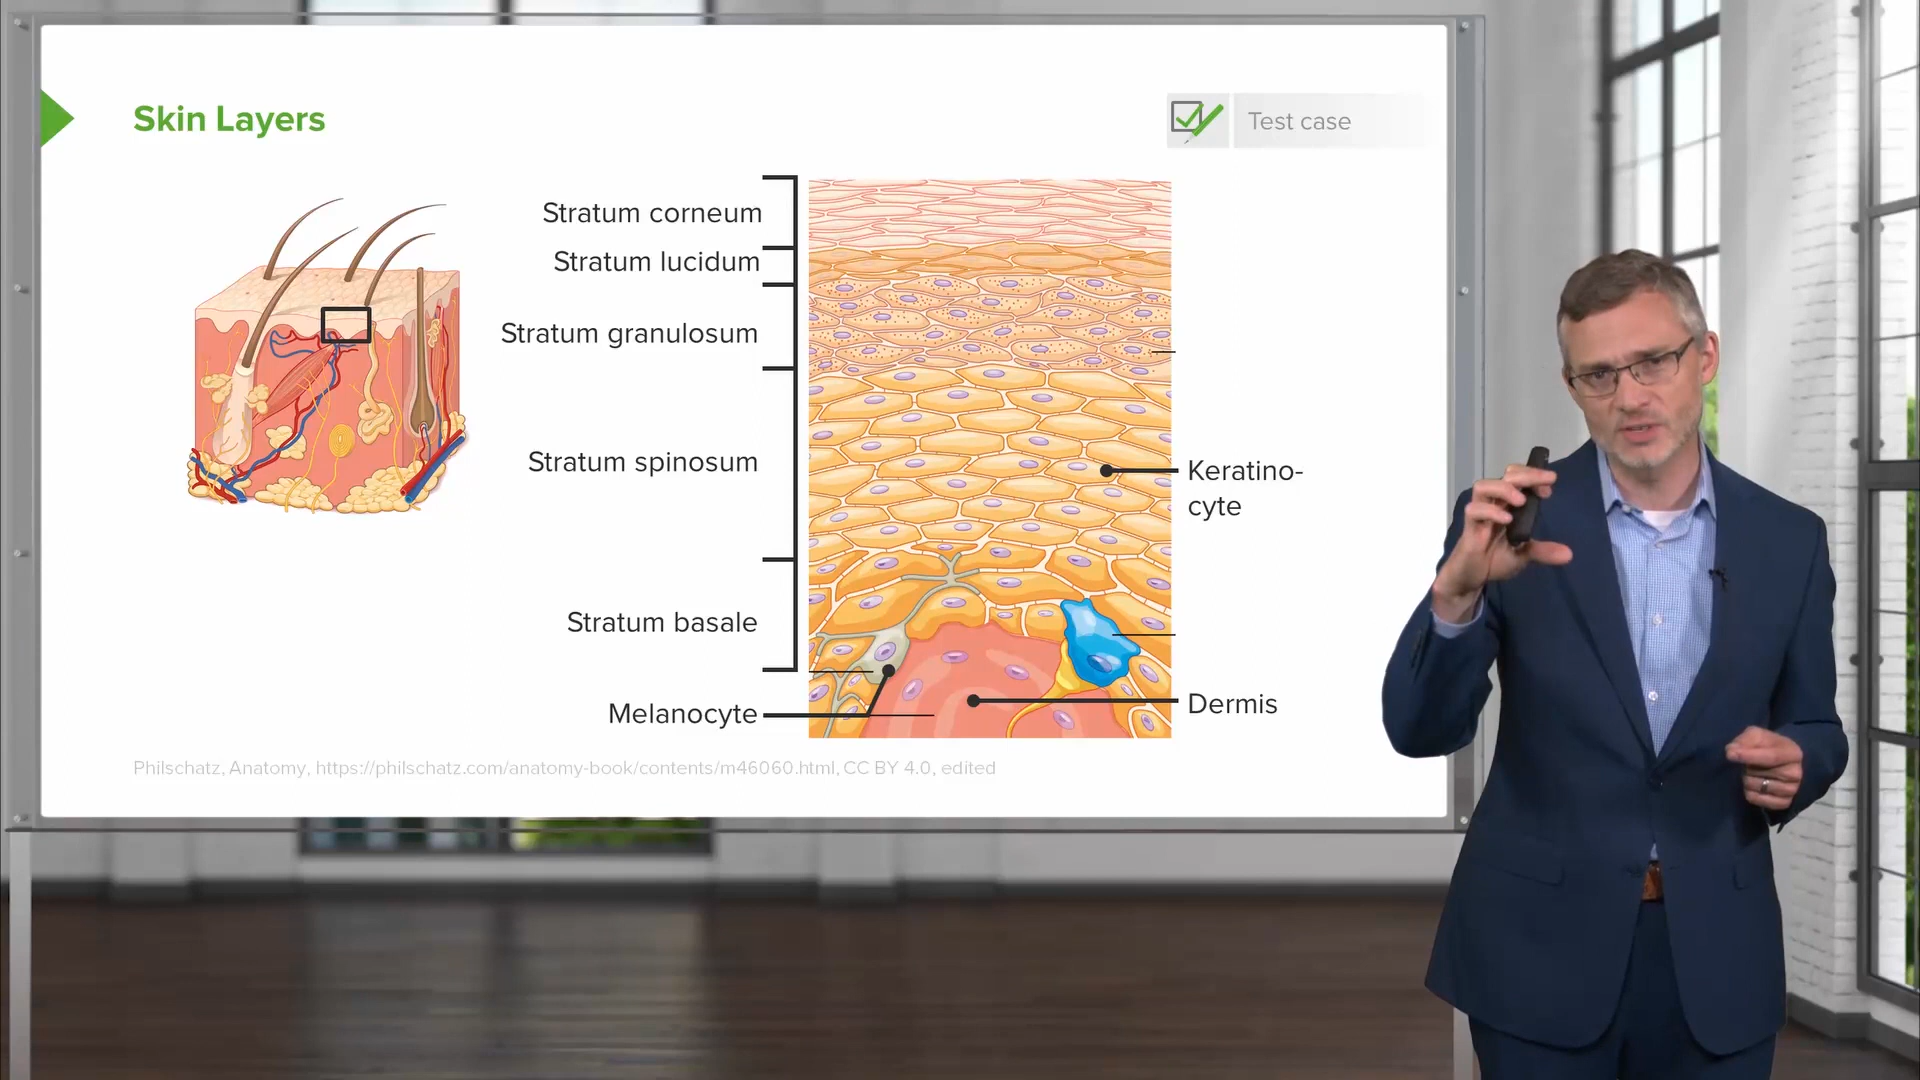 Skin Layers
Test case
Stratum corneum
Stratum lucidum
Stratum granulosum
Stratum spinosum
Stratum basale
Melanocyte
Keratino-
cyte
Dermis
Philschatz, Anatomy, https://philschatz.com/anatomy-book/contents/m46060.html, CC BY 4.0, edited